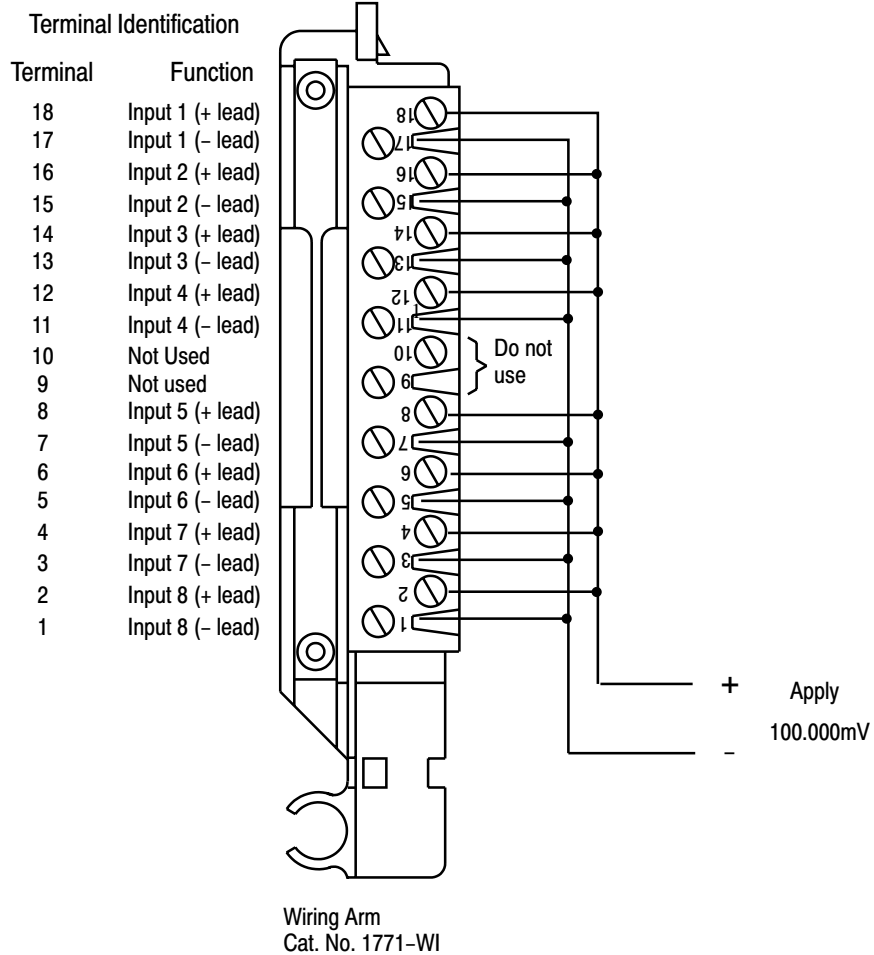 Terminal Identification
Terminal Function
18 Input 1 (+ lead)
17 Input 1 (– lead)
16 Input 2 (+ lead)
15 Input 2 (– lead)
14 Input 3 (+ lead)
13 Input 3 (– lead)
12 Input 4 (+ lead)
11 Input 4 (– lead)
10 Not Used
9 Not used
8 Input 5 (+ lead)
7 Input 5 (– lead)
6 Input 6 (+ lead)
5 Input 6 (– lead)
4 Input 7 (+ lead)
3 Input 7 (– lead)
2 Input 8 (+ lead)
1 Input 8 (– lead)
18
17
16
15
14
13
12
11
10
9
8
7
6
5
4
3
2
1
Do not
use
+
Apply
100.000mV
–
Wiring Arm
Cat. No. 1771–WI